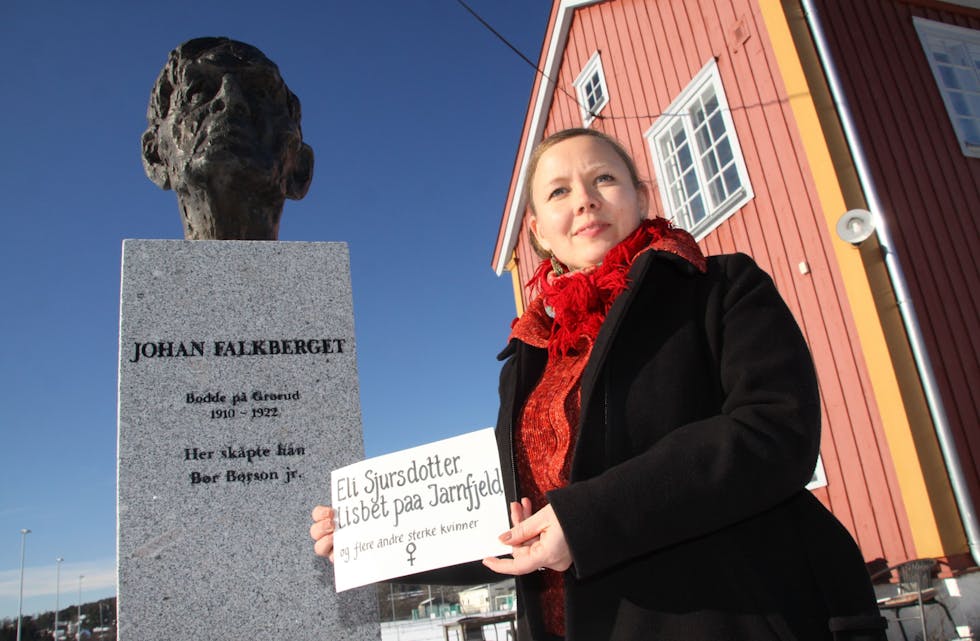 JOHAN FALKBERGET
Bodde på Grorud
1910 - 1922
Her skapte han
Bør Børson jr.
Eli Sjursdotter,
Lisbet paa Jarnfjeld
og flere andre sterke kvinner
♀